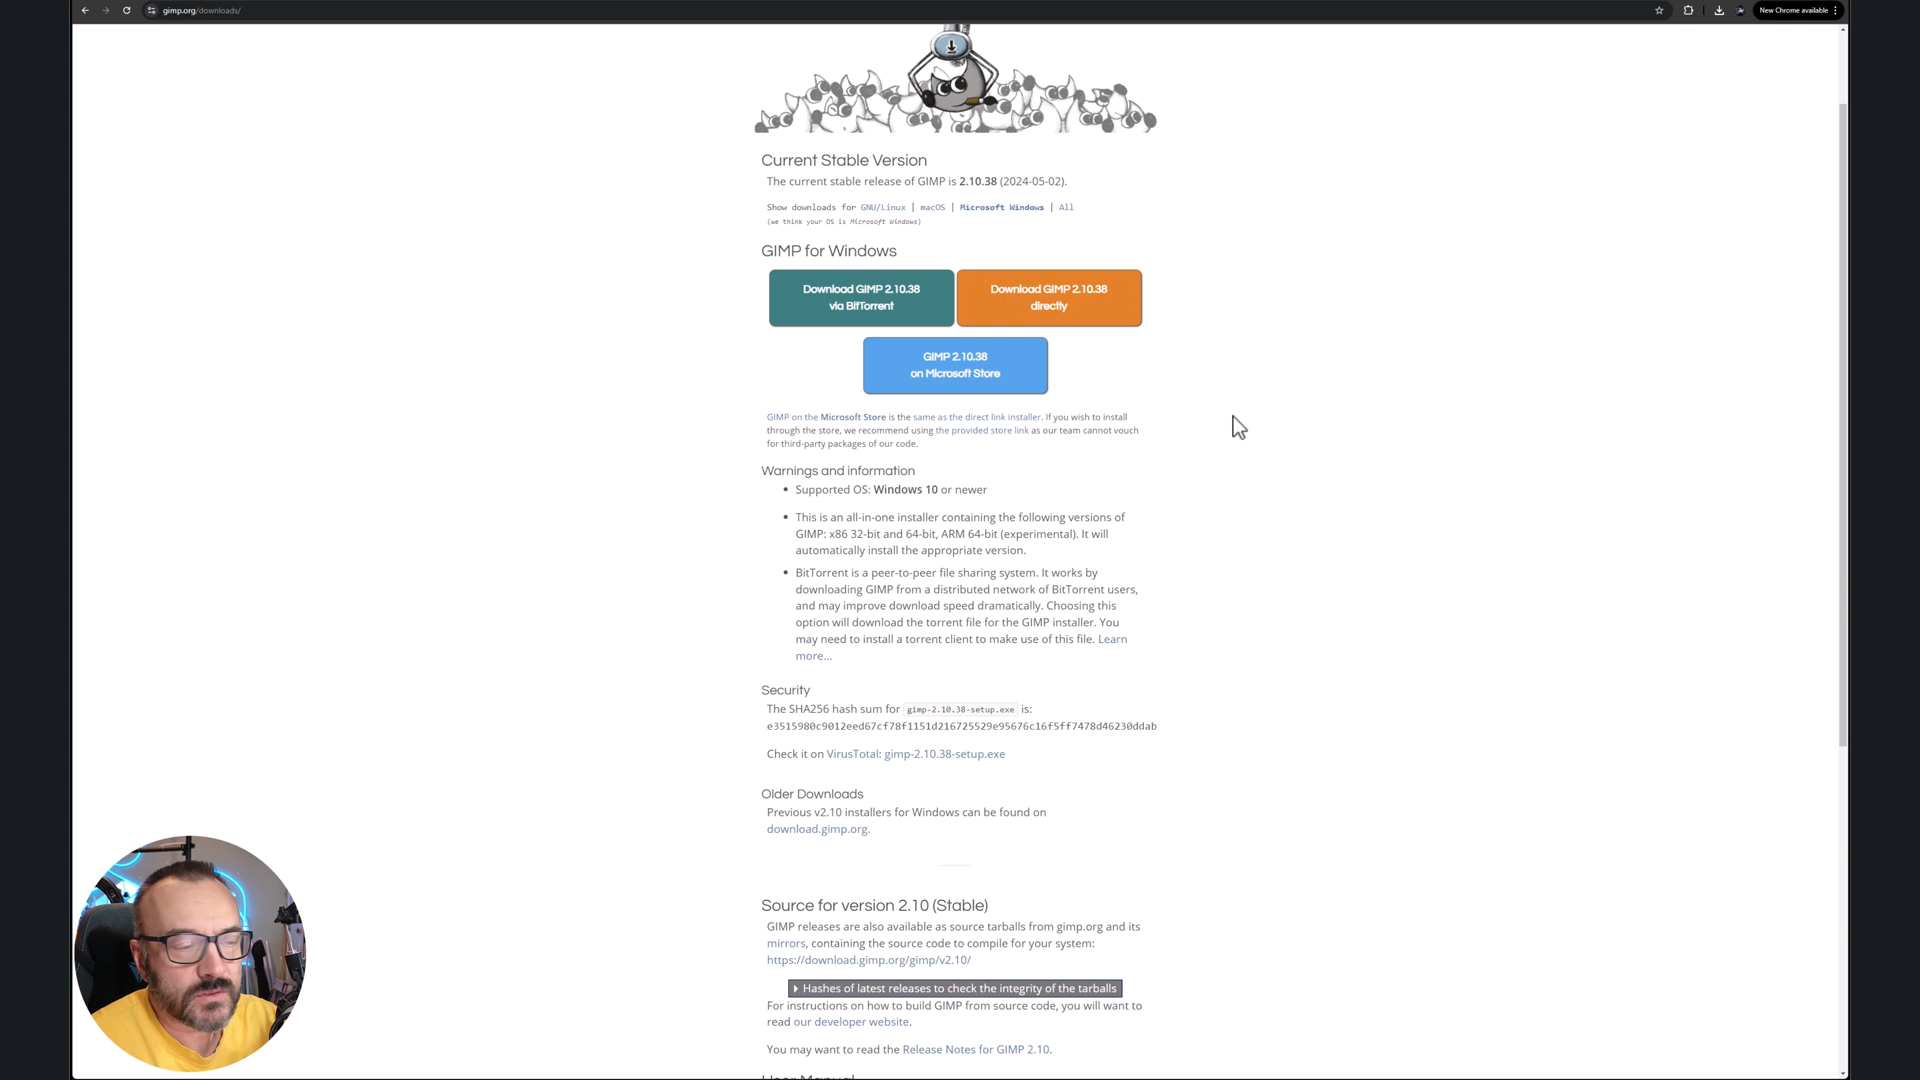 gimp.org/downloads/
New Chrome available
Current Stable Version
The current stable release of GIMP is 2.10.38 (2024-05-02).
Show downloads for GNU/Linux | macOS | Microsoft Windows | All
(we think your OS is Microsoft Windows)
GIMP for Windows
Download GIMP 2.10.38
via BitTorrent
Download GIMP 2.10.38
directly
GIMP 2.10.38
on Microsoft Store
GIMP on the Microsoft Store is the same as the direct link installer. If you wish to install
through the store, we recommend using the provided store link as our team cannot vouch
for third-party packages of our code.
Warnings and information
• Supported OS: Windows 10 or newer
• This is an all-in-one installer containing the following versions of
GIMP: x86 32-bit and 64-bit, ARM 64-bit (experimental). It will
automatically install the appropriate version.
• BitTorrent is a peer-to-peer file sharing system. It works by
downloading GIMP from a distributed network of BitTorrent users,
and may improve download speed dramatically. Choosing this
option will download the torrent file for the GIMP installer. You
may need to install a torrent client to make use of this file. Learn
more...
Security
The SHA256 hash sum for gimp-2.10.38-setup.exe is:
e3515980c9012eed67cf78f1151d216725529e95676c16f5ff7478d46230ddab
Check it on VirusTotal: gimp-2.10.38-setup.exe
Older Downloads
Previous v2.10 installers for Windows can be found on
download.gimp.org.
Source for version 2.10 (Stable)
GIMP releases are also available as source tarballs from gimp.org and its
mirrors, containing the source code to compile for your system:
https://download.gimp.org/gimp/v2.10/
Hashes of latest releases to check the integrity of the tarballs
For instructions on how to build GIMP from source code, you will want to
read our developer website.
You may want to read the Release Notes for GIMP 2.10.
User Manual